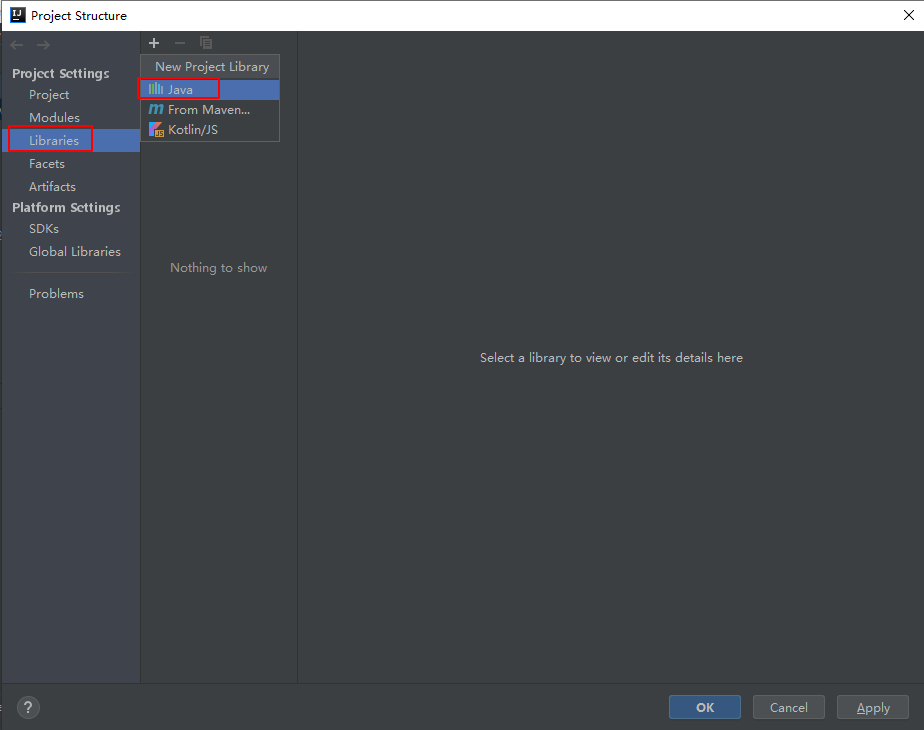 Project Structure
Project Settings
Project
Modules
Libraries
Facets
Artifacts
Platform Settings
SDKs
Global Libraries
Problems
New Project Library
Java
From Maven...
Kotlin/JS
Nothing to show
Select a library to view or edit its details here
?
OK
Cancel
Apply